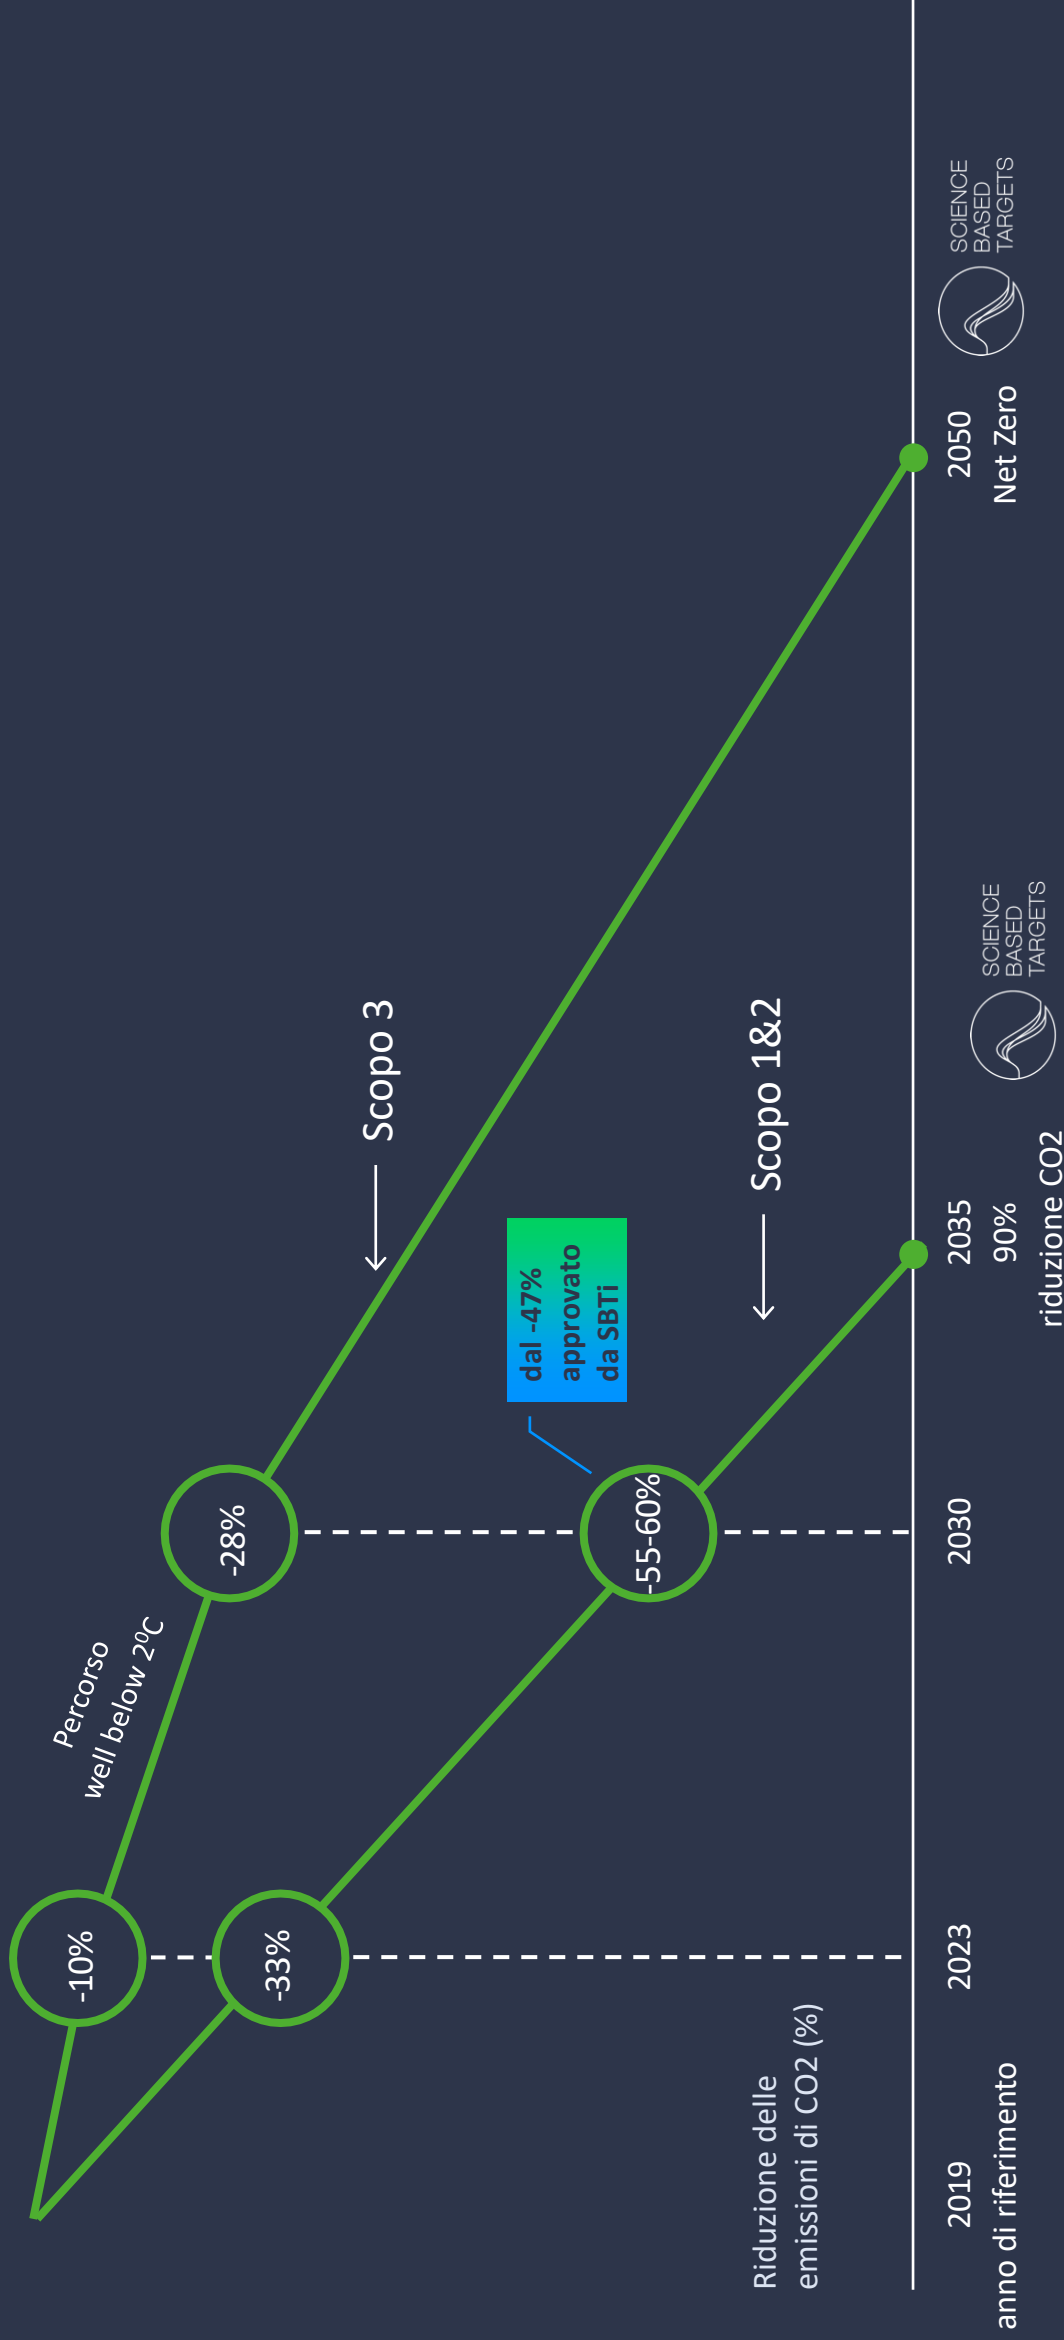 Percorso
well below 2⁰C
-10%
-28%
-33%
Scopo 3
dal -47%
approvato
da SBTi
-55-60%
Scopo 1&2
Riduzione delle
emissioni di CO2 (%)
2019
anno di riferimento
2023
2030
2035
90%
riduzione CO2
SCIENCE
BASED
TARGETS
2050
Net Zero
SCIENCE
BASED
TARGETS